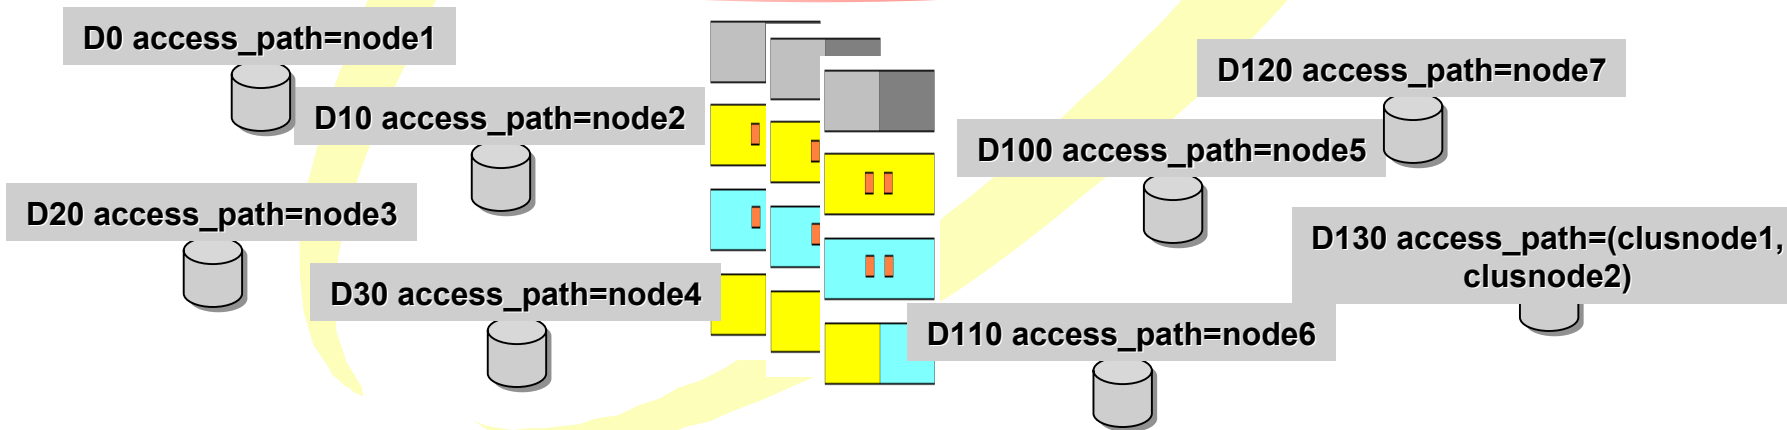 D0 access_path=node1
D10 access_path=node2
D20 access_path=node3
D30 access_path=node4
D120 access_path=node7
D100 access_path=node5
D130 access_path=(clusnode1,
clusnode2)
D110 access_path=node6